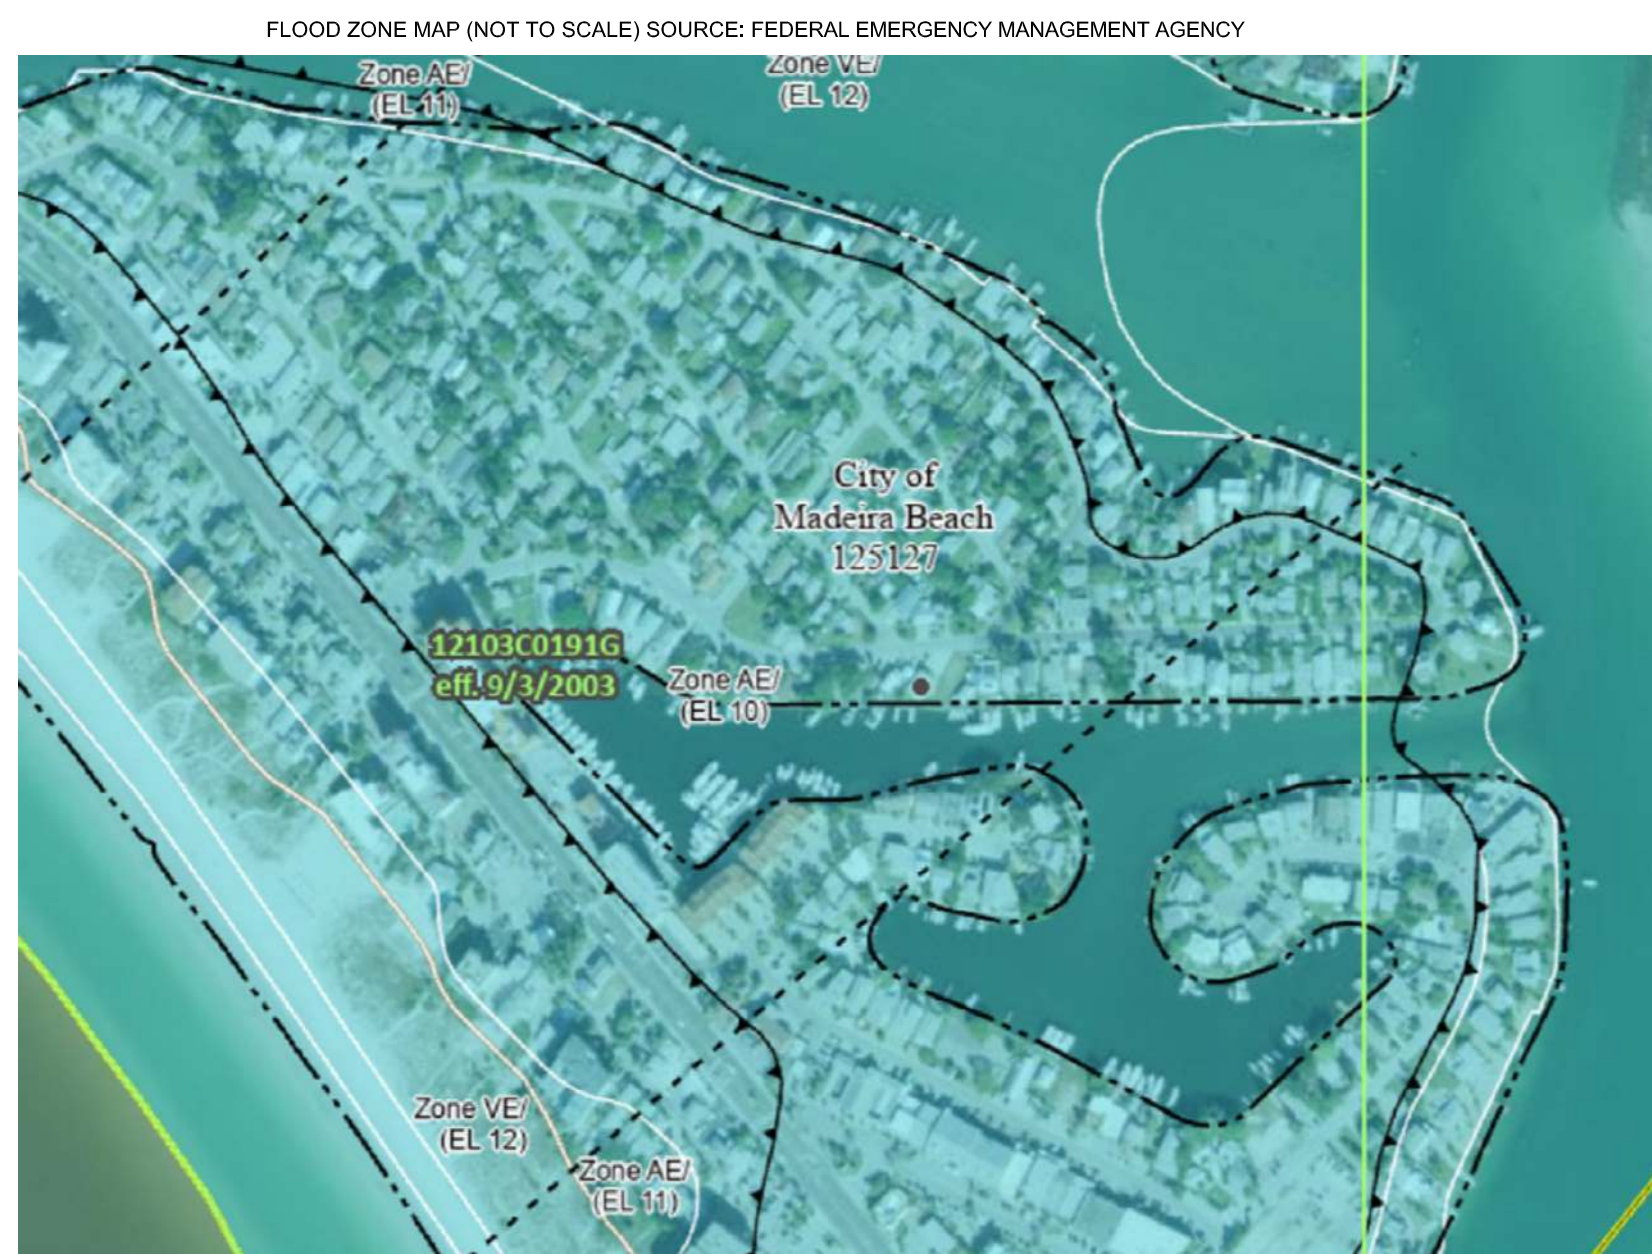 FLOOD ZONE MAP (NOT TO SCALE) SOURCE: FEDERAL EMERGENCY MANAGEMENT AGENCY
Zone AE/
(EL 11)
Zone VE/
(EL 12)
City of
Madeira Beach
125127
12103C0191G
eff. 9/3/2003
Zone AE/
(EL 10)
Zone VE/
(EL 12)
Zone AE/
(EL 11)